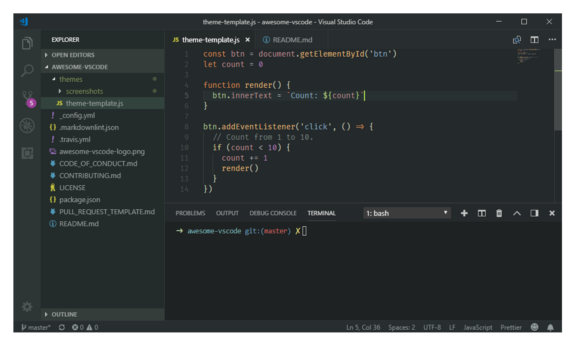 theme-template.js - awesome-vscode - Visual Studio Code
EXPLORER
OPEN EDITORS
AWESOME-VSCODE
themes
screenshots
JS theme-template.js
! _config.yml
{} .markdownlint.json
! .travis.yml
awesome-vscode-logo.png
CODE_OF_CONDUCT.md
CONTRIBUTING.md
LICENSE
{} package.json
PULL_REQUEST_TEMPLATE.md
README.md
OUTLINE
5
JS theme-template.js × README.md
1 const btn = document.getElementById('btn')
2 let count = 0
3
4 function render() {
5 btn.innerText = `Count: ${count}`
6 }
7
8 btn.addEventListener('click', () ⇒ {
9 // Count from 1 to 10.
10 if (count < 10) {
11 count += 1
12 render()
13 }
14 })
PROBLEMS OUTPUT DEBUG CONSOLE TERMINAL 1: bash
→ awesome-vscode git:(master) ✗
master* 0 0 Ln 5, Col 36 Spaces: 2 UTF-8 LF JavaScript Prettier